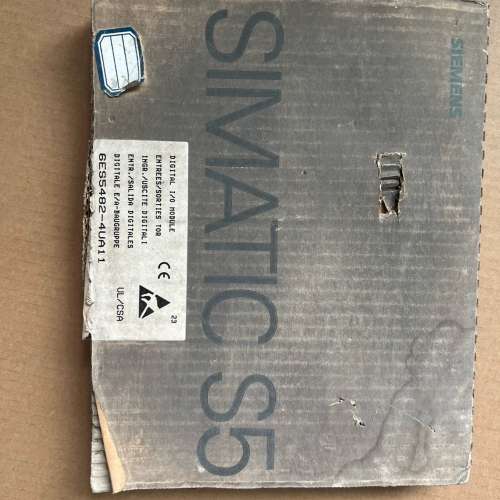 SIEMENS
SIMATIC S5
DIGITAL I/O MODULE
ENTREES/SORTIES TOR
INGR./USCITE DIGITALI
ENTR./SALIDA DIGITALES
DIGITALE E/A-BAUGRUPPE
6ES5482-4UA11
CE
23
UL/CSA